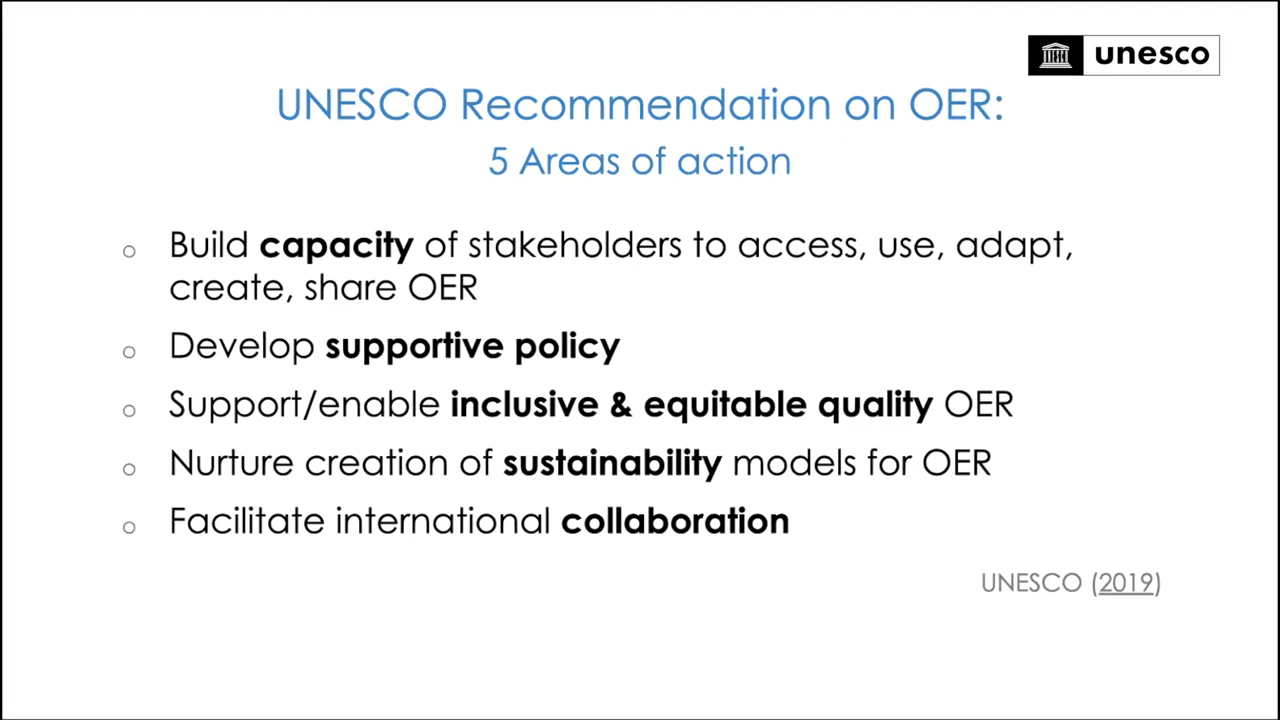 unesco
UNESCO Recommendation on OER:
5 Areas of action
o Build capacity of stakeholders to access, use, adapt,
create, share OER
o Develop supportive policy
o Support/enable inclusive & equitable quality OER
o Nurture creation of sustainability models for OER
o Facilitate international collaboration
UNESCO (2019)